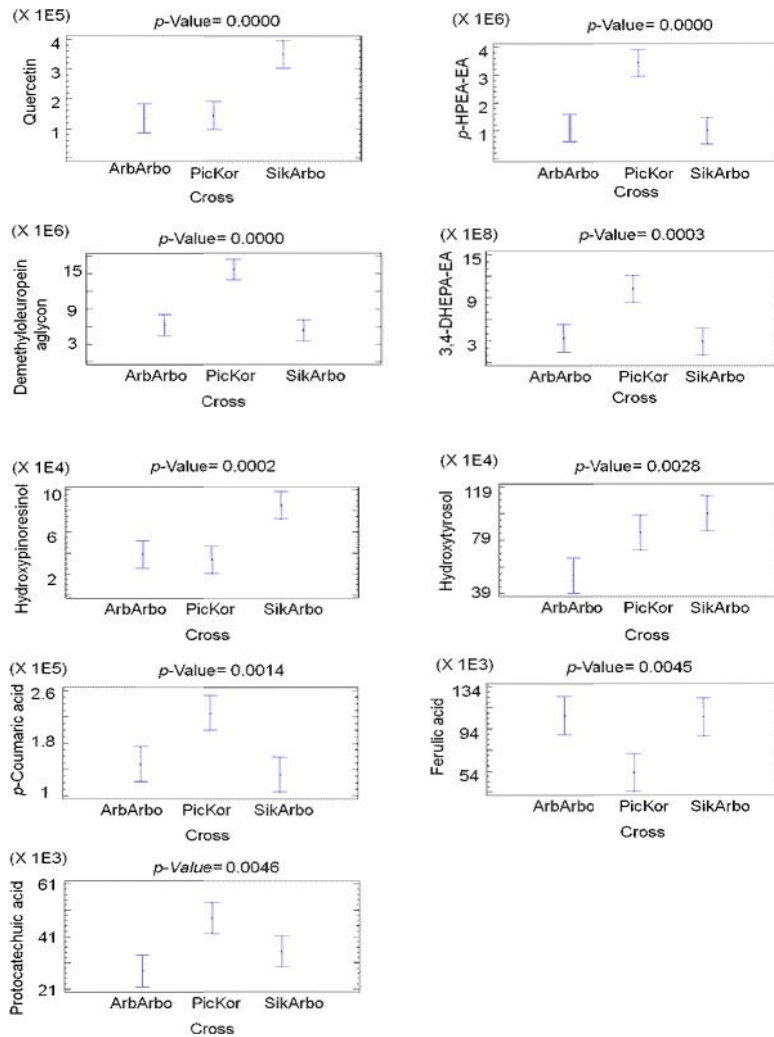 (X 1E5)
p-Value= 0.0000
Quercetin
4
3
2
1
ArbArbo PicKor SikArbo
Cross
(X 1E6)
p-Value= 0.0000
p-HPEA-EA
4
3
2
1
ArbArbo PicKor SikArbo
Cross
(X 1E6)
p-Value= 0.0000
Demethyloleuropein
aglycon
15
9
3
ArbArbo PicKor SikArbo
Cross
(X 1E8)
p-Value= 0.0003
3,4-DHEPA-EA
15
9
3
ArbArbo PicKor SikArbo
Cross
(X 1E4)
p-Value= 0.0002
Hydroxypinoresinol
10
6
2
ArbArbo PicKor SikArbo
Cross
(X 1E4)
p-Value= 0.0028
Hydroxytyrosol
119
79
39
ArbArbo PicKor SikArbo
Cross
(X 1E5)
p-Value= 0.0014
p-Coumaric acid
2.6
1.8
1
ArbArbo PicKor SikArbo
Cross
(X 1E3)
p-Value= 0.0045
Ferulic acid
134
94
54
ArbArbo PicKor SikArbo
Cross
(X 1E3)
p-Value= 0.0046
Protocatechuic acid
61
41
21
ArbArbo PicKor SikArbo
Cross